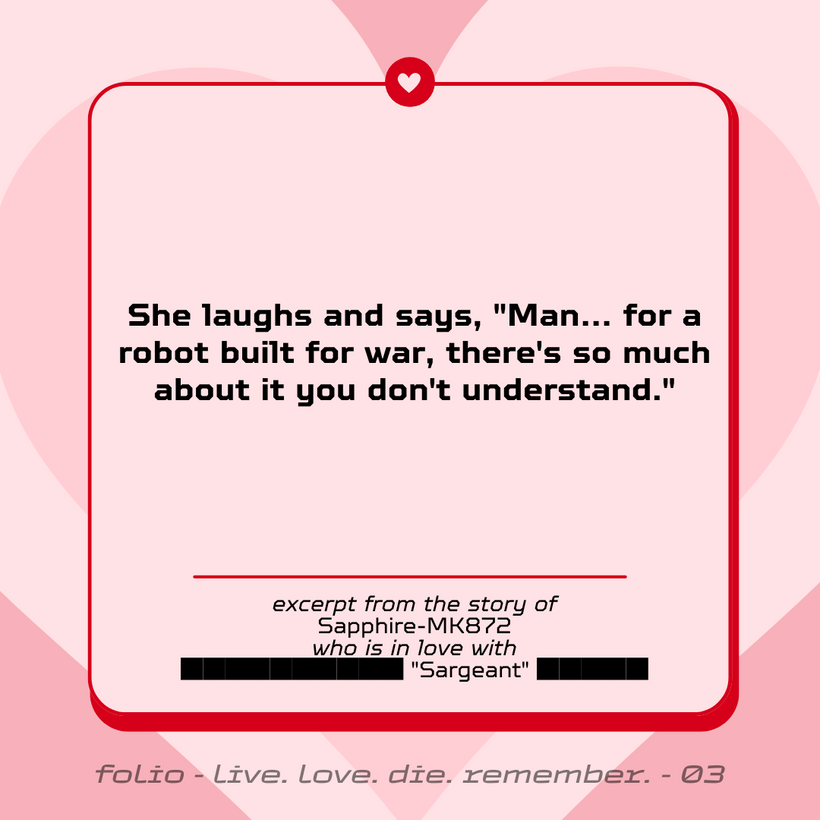 She laughs and says, "Man... for a
robot built for war, there's so much
about it you don't understand."
excerpt from the story of
Sapphire-MK872
who is in love with
██████████ "Sargeant" █████
folio - live. love. die. remember. - 03